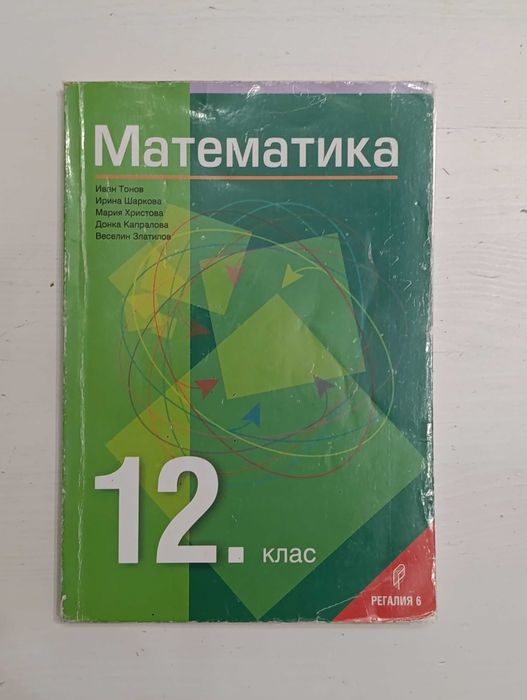 Математика
Иван Тонов
Ирина Шаркова
Мария Христова
Донка Капралова
Веселин Златилов
12. клас
РЕГАЛИЯ 6